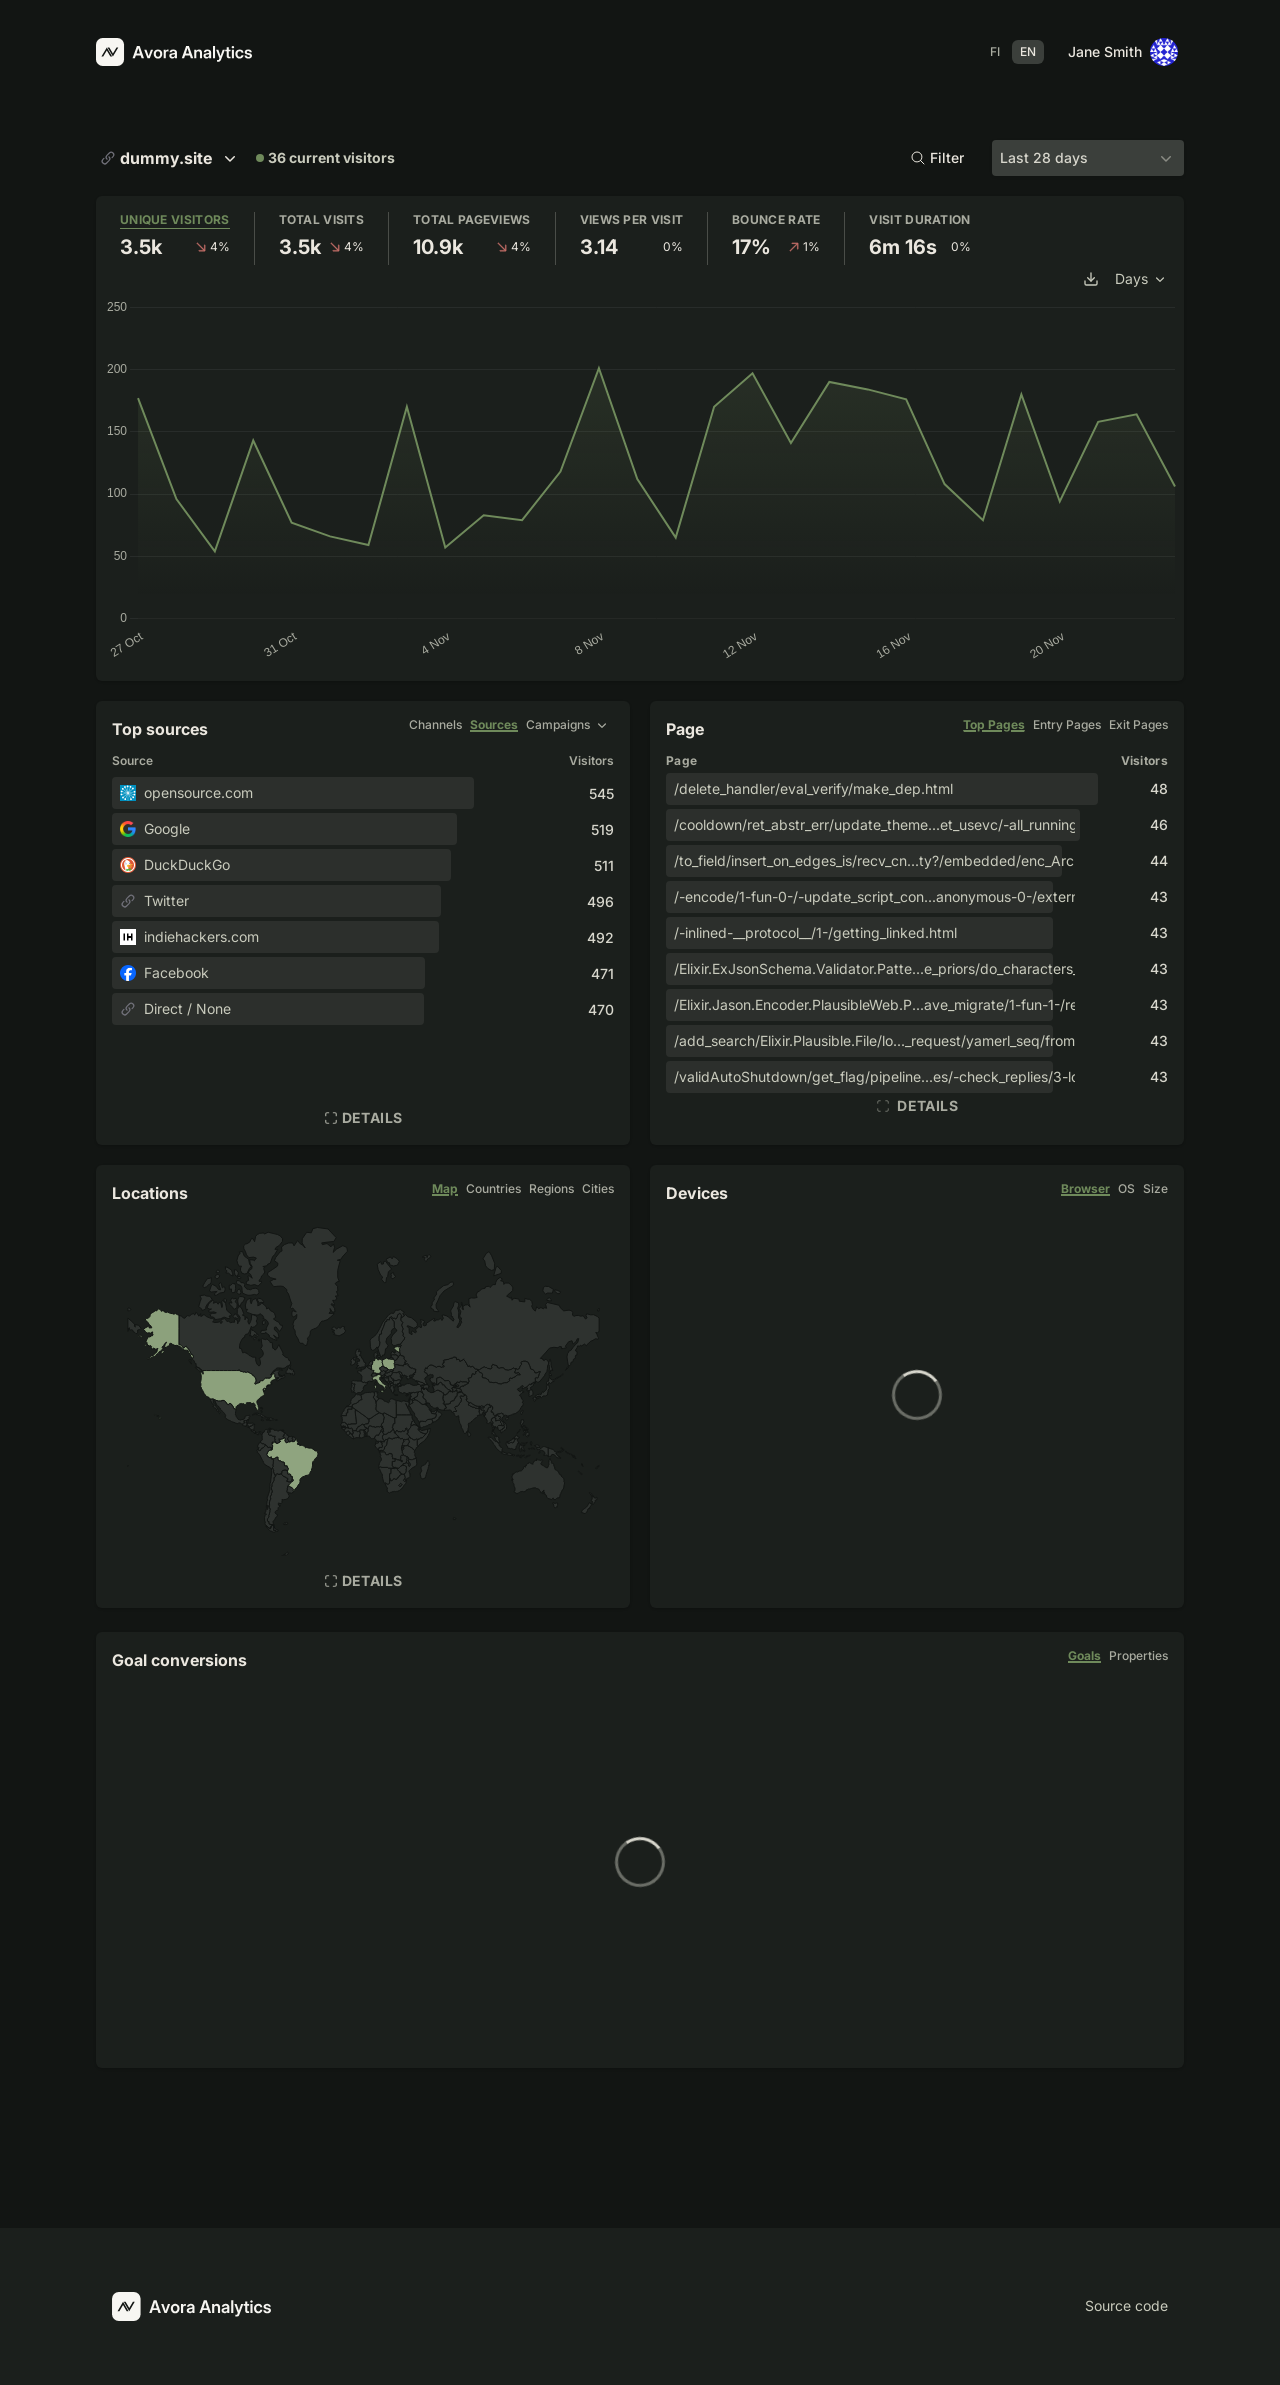 Avora Analytics
FI EN Jane Smith
dummy.site 36 current visitors Filter Last 28 days
UNIQUE VISITORS TOTAL VISITS TOTAL PAGEVIEWS VIEWS PER VISIT BOUNCE RATE VISIT DURATION
3.5k 4% 3.5k 4% 10.9k 4% 3.14 0% 17% 1% 6m 16s 0%
Days
250
200
150
100
50
0
27 Oct 31 Oct 4 Nov 8 Nov 12 Nov 16 Nov 20 Nov
Top sources Channels Sources Campaigns
Source Visitors
opensource.com 545
Google 519
DuckDuckGo 511
Twitter 496
indiehackers.com 492
Facebook 471
Direct / None 470
DETAILS
Page Top Pages Entry Pages Exit Pages
Page Visitors
/delete_handler/eval_verify/make_dep.html 48
/cooldown/ret_abstr_err/update_theme...et_usevc/-all_running 46
/to_field/insert_on_edges_is/recv_cn...ty?/embedded/enc_Arc 44
/-encode/1-fun-0-/-update_script_con...anonymous-0-/extern 43
/-inlined-__protocol__/1-/getting_linked.html 43
/Elixir.ExJsonSchema.Validator.Patte...e_priors/do_characters_ 43
/Elixir.Jason.Encoder.PlausibleWeb.P...ave_migrate/1-fun-1-/re 43
/add_search/Elixir.Plausible.File/lo..._request/yamerl_seq/from 43
/validAutoShutdown/get_flag/pipeline...es/-check_replies/3-lc 43
DETAILS
Locations Map Countries Regions Cities
DETAILS
Devices Browser OS Size
Goal conversions Goals Properties
Avora Analytics Source code